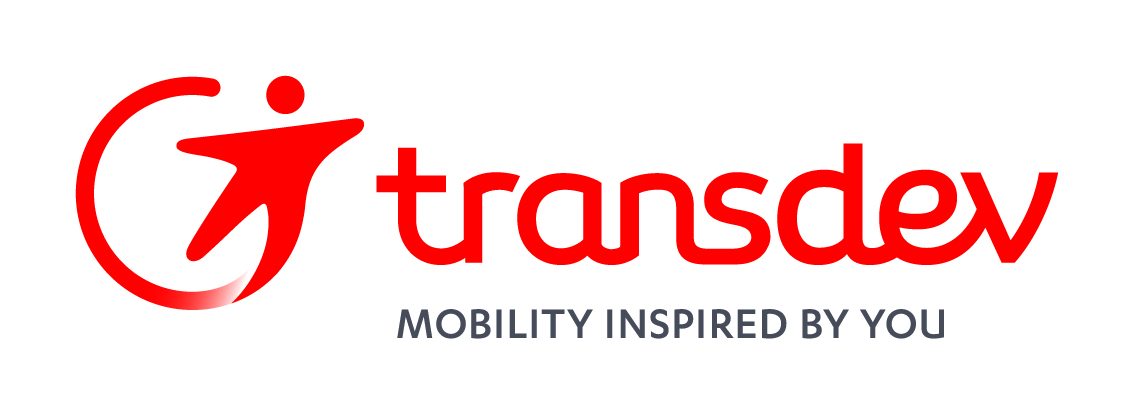 transdev
MOBILITY INSPIRED BY YOU